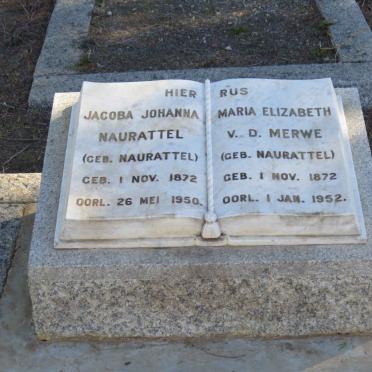 HIER RUS
JACOBA JOHANNA
NAURATTEL
(GEB. NAURATTEL)
GEB. 1 NOV. 1872
OORL. 26 MEI 1950.
MARIA ELIZABETH
V. D. MERWE
(GEB. NAURATTEL)
GEB. 1 NOV. 1872
OORL. 1 JAN. 1952.